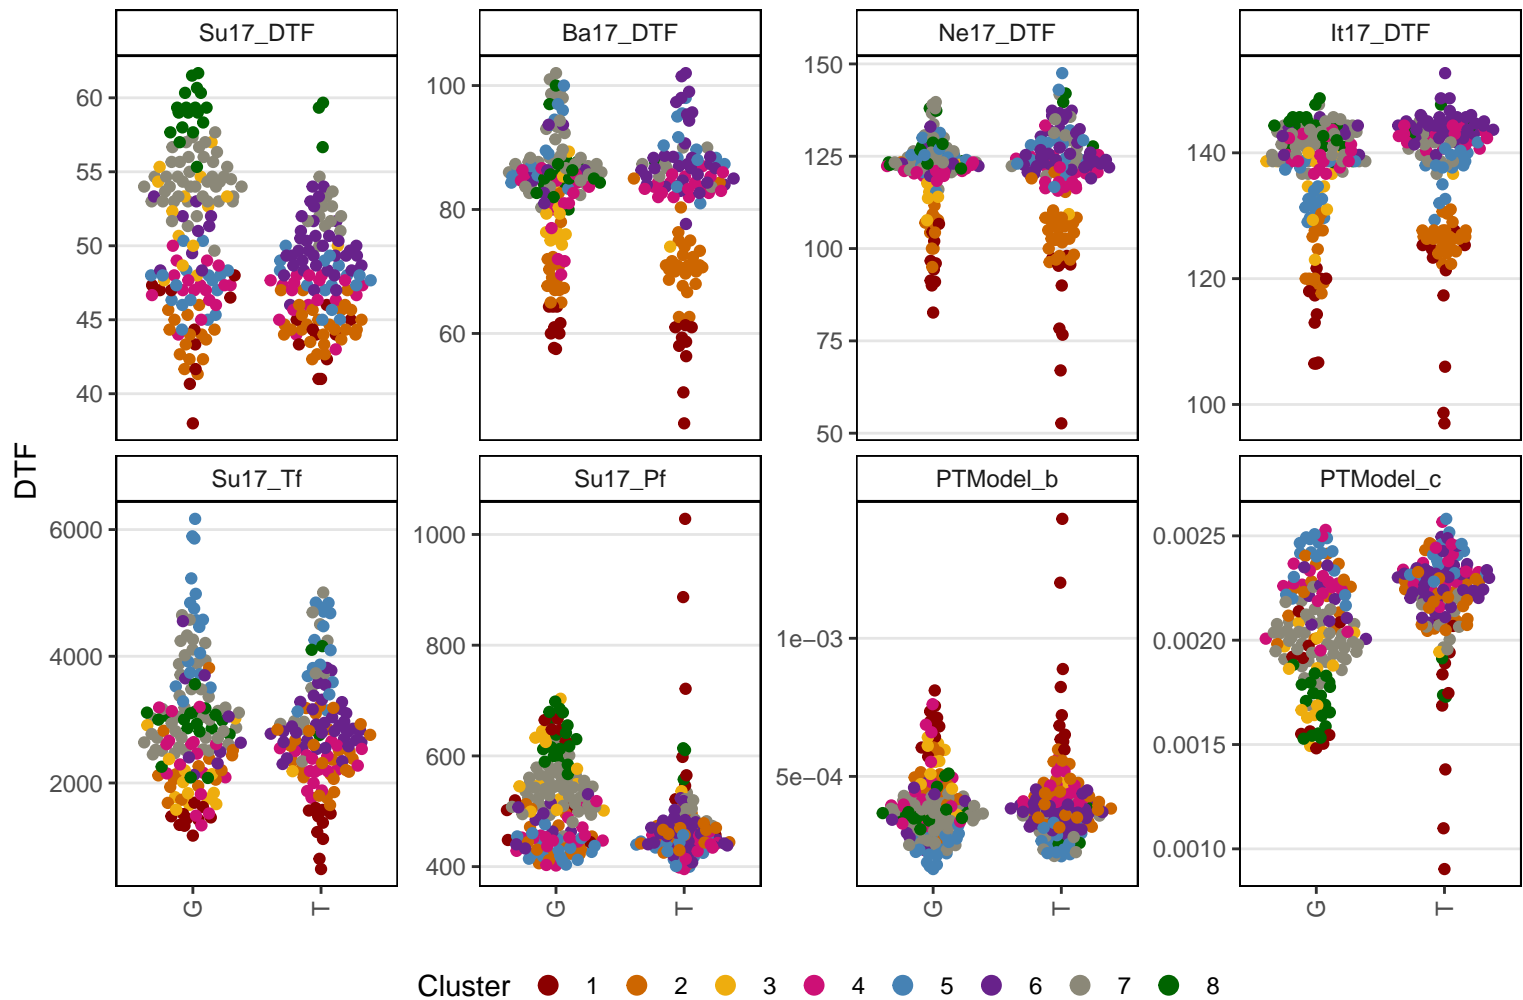 Su17_DTF
Ba17_DTF
Ne17_DTF
It17_DTF
60
55
50
45
40
100
80
60
150
125
100
75
50
140
120
100
DTF
Su17_Tf
Su17_Pf
PTModel_b
PTModel_c
6000
4000
2000
1000
800
600
400
1e−03
5e−04
0.0025
0.0020
0.0015
0.0010
G
T
G
T
G
T
G
T
Cluster 1 2 3 4 5 6 7 8